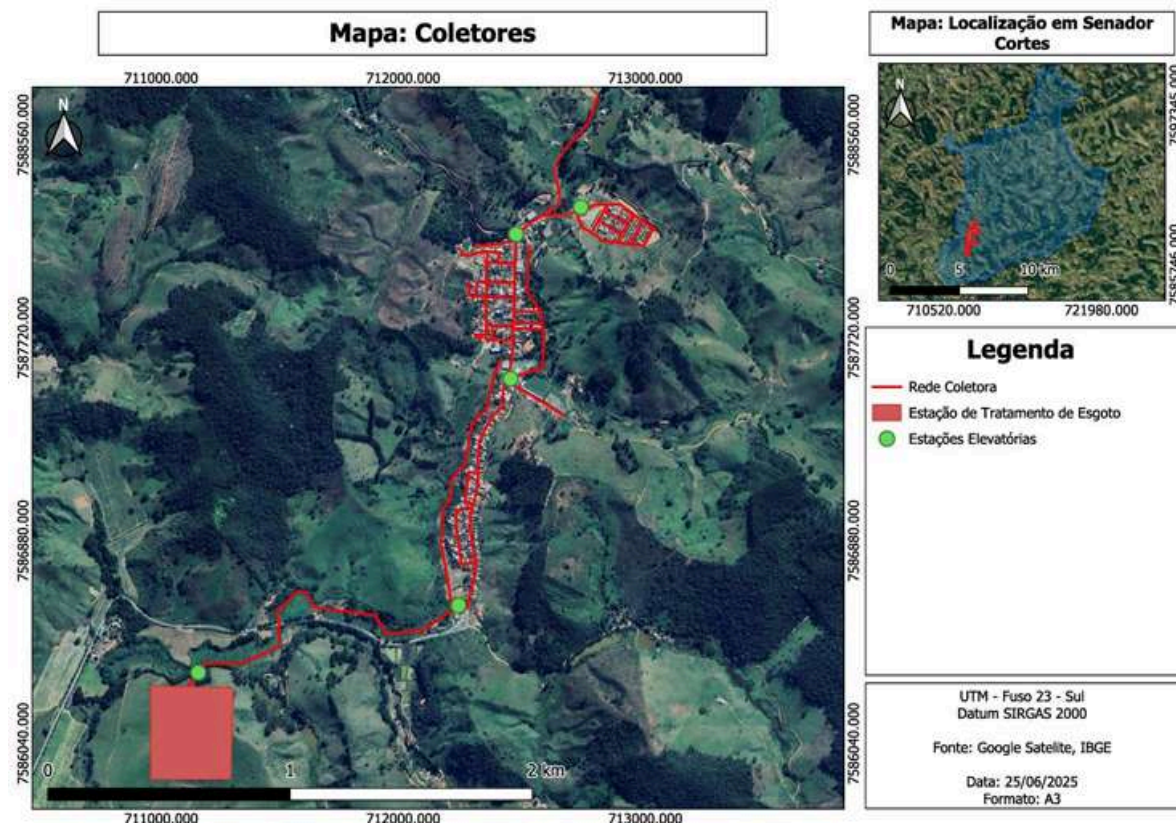 Mapa: Coletores
711000.000 712000.000 713000.000
N
7588560.000
7587720.000
7586880.000
7586040.000
7588560.000
7587720.000
7586880.000
7586040.000
0 1 2 km
711000.000 712000.000 713000.000
Mapa: Localização em Senador
Cortes
N
0 5 10 km
710520.000 721980.000
Legenda
Rede Coletora
Estação de Tratamento de Esgoto
Estações Elevatórias
UTM - Fuso 23 - Sul
Datum SIRGAS 2000
Fonte: Google Satelite, IBGE
Data: 25/06/2025
Formato: A3